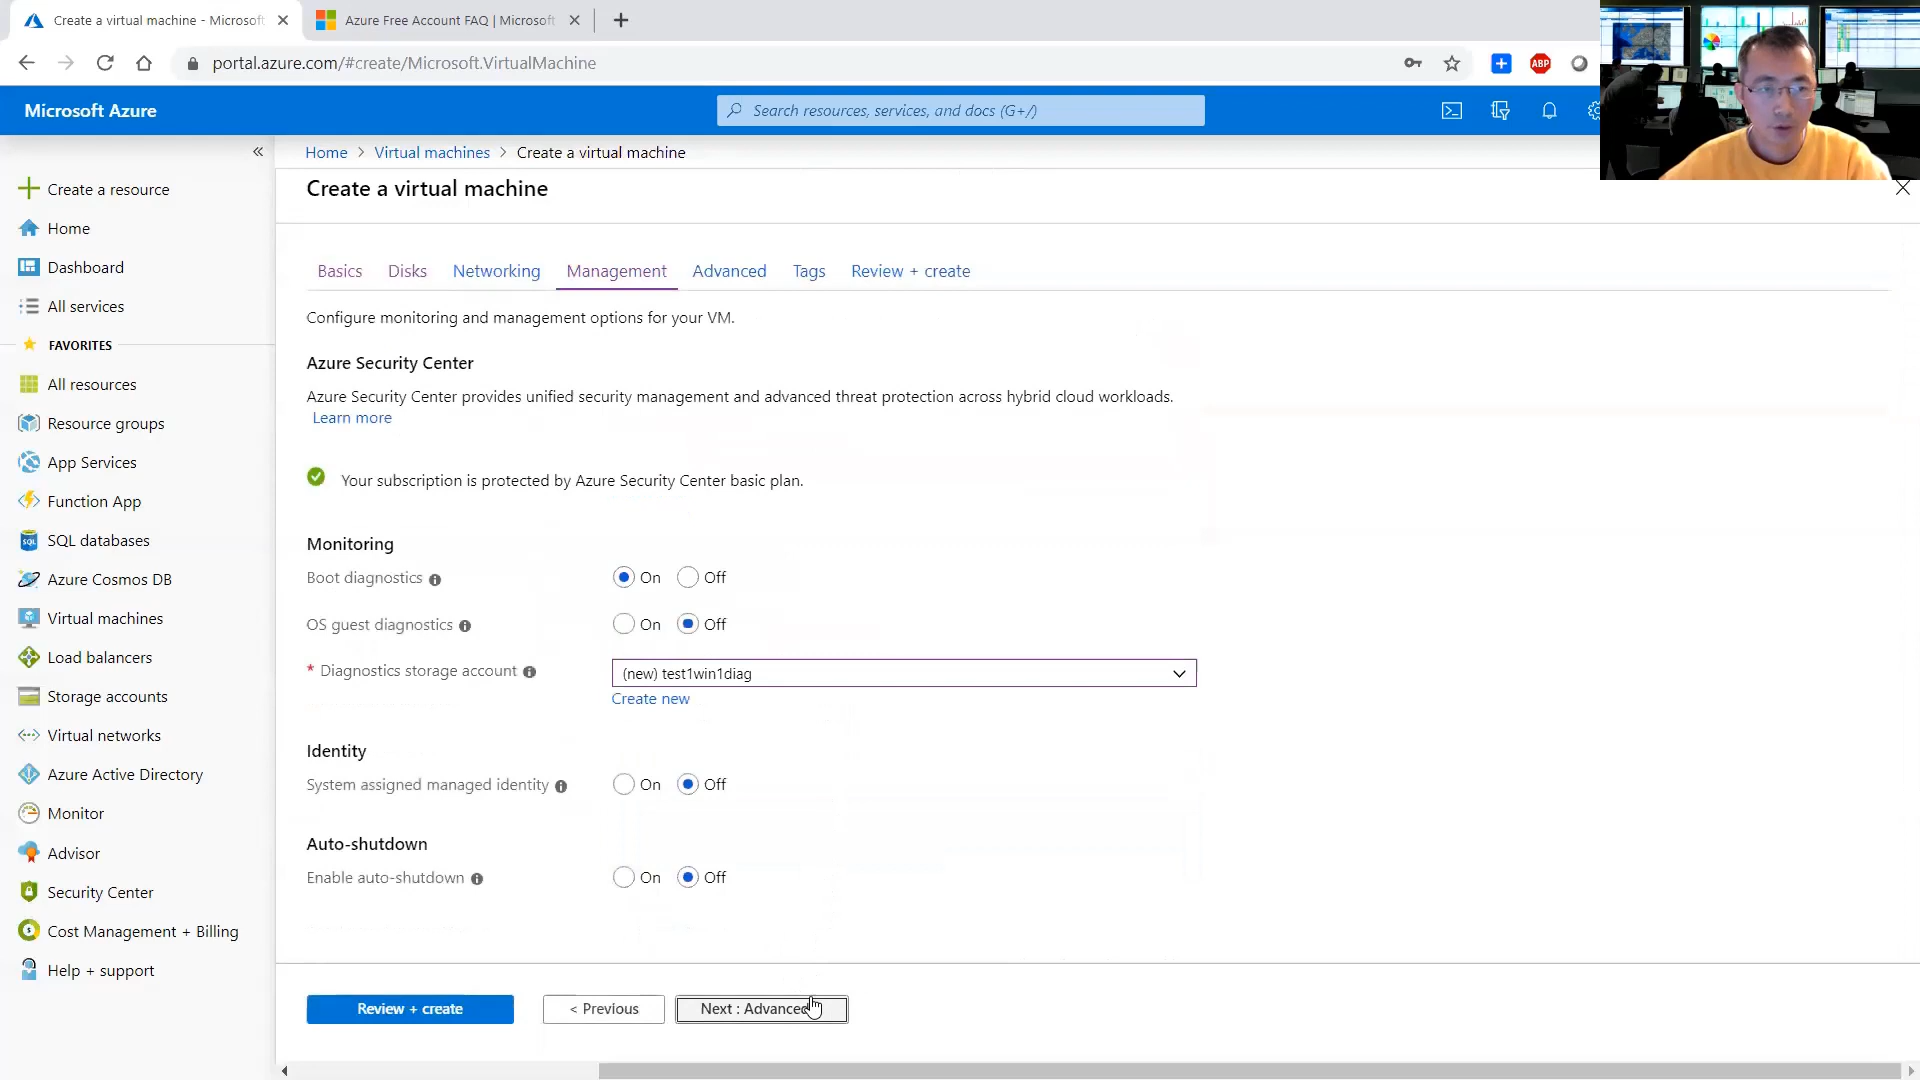 Create a virtual machine - Microsoft
Azure Free Account FAQ | Microsoft
portal.azure.com/#create/Microsoft.VirtualMachine
ABP
Microsoft Azure
Search resources, services, and docs (G+/)
Home > Virtual machines > Create a virtual machine
Create a virtual machine
Create a resource
Home
Dashboard
All services
FAVORITES
All resources
Resource groups
App Services
Function App
SQL databases
Azure Cosmos DB
Virtual machines
Load balancers
Storage accounts
Virtual networks
Azure Active Directory
Monitor
Advisor
Security Center
Cost Management + Billing
Help + support
Basics Disks Networking Management Advanced Tags Review + create
Configure monitoring and management options for your VM.
Azure Security Center
Azure Security Center provides unified security management and advanced threat protection across hybrid cloud workloads.
Learn more
Your subscription is protected by Azure Security Center basic plan.
Monitoring
Boot diagnostics On Off
OS guest diagnostics On Off
* Diagnostics storage account (new) test1win1diag
Create new
Identity
System assigned managed identity On Off
Auto-shutdown
Enable auto-shutdown On Off
Review + create < Previous Next : Advanced